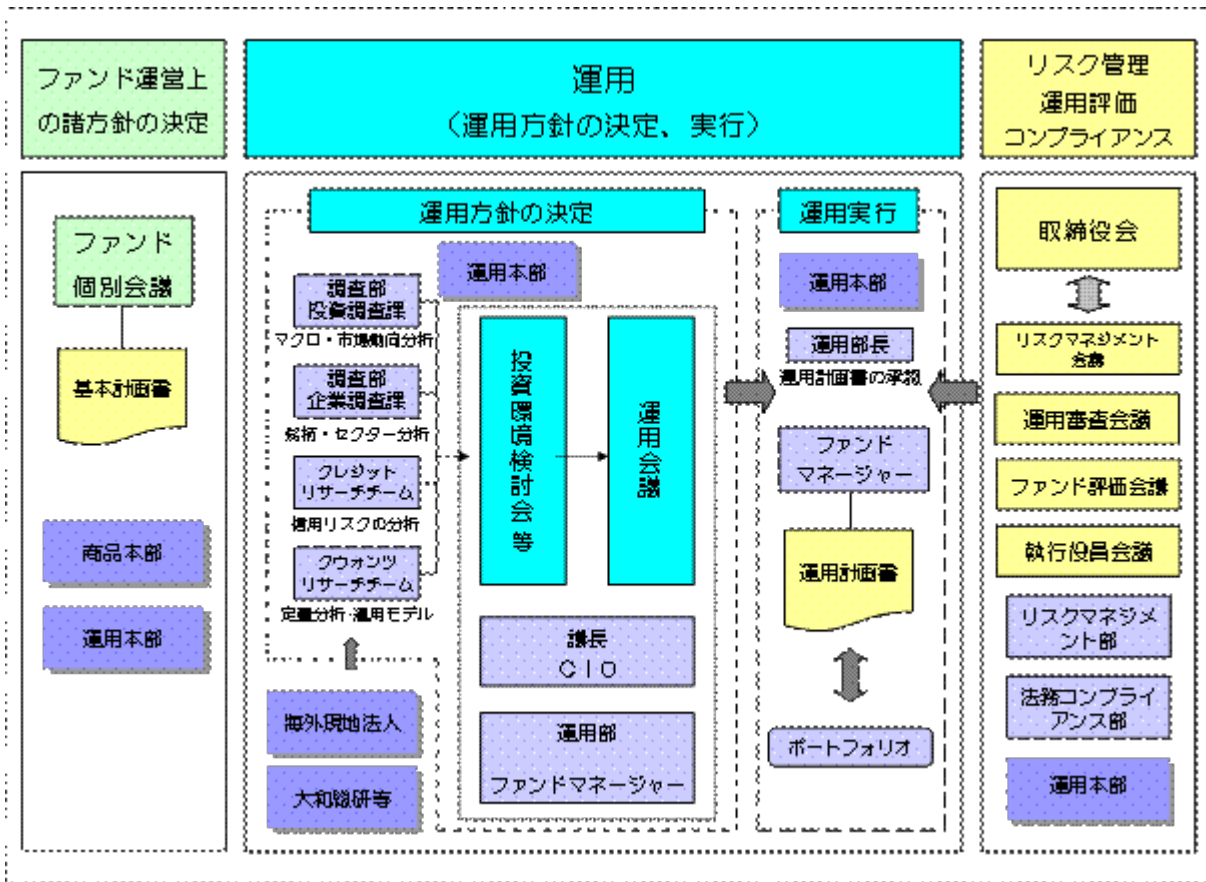 ファンド運営上
の諸方針の決定
運用
（運用方針の決定、実行）
リスク管理
運用評価
コンプライアンス
ファンド
個別会議
基本計画書
商品本部
運用本部
運用方針の決定
運用本部
調査部
投資調査課
マクロ・市場動向分析
調査部
企業調査課
銘柄・セクター分析
クレジット
リサーチチーム
信用リスクの分析
クウォンツ
リサーチチーム
定量分析・運用モデル
海外現地法人
大和総研等
投資環境検討会等
運用会議
議長
ＣＩＯ
運用部
ファンドマネージャー
運用実行
運用本部
運用部長
運用計画書の承認
ファンド
マネージャー
運用計画書
ポートフォリオ
取締役会
リスクマネジメント
会議
運用審査会議
ファンド評価会議
執行役員会議
リスクマネジメ
ント部
法務コンプライ
アンス部
運用本部